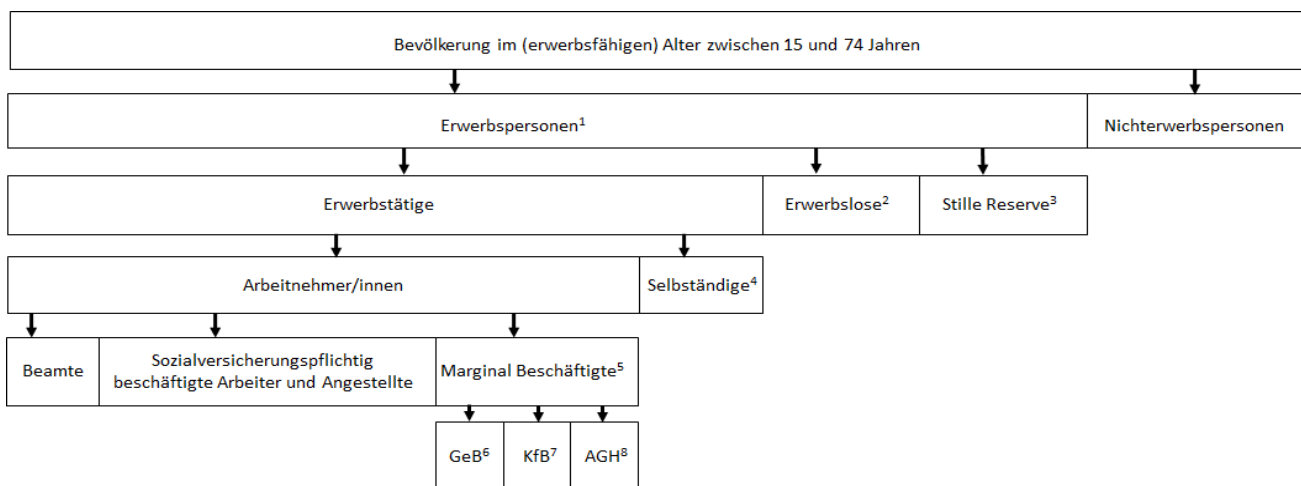 Bevölkerung im (erwerbsfähigen) Alter zwischen 15 und 74 Jahren
Erwerbspersonen¹
Nichterwerbspersonen
Erwerbstätige
Erwerbslose²
Stille Reserve³
Arbeitnehmer/innen
Selbständige⁴
Beamte
Sozialversicherungspflichtig
beschäftigte Arbeiter und Angestellte
Marginal Beschäftigte⁵
GeB⁶
KfB⁷
AGH⁸